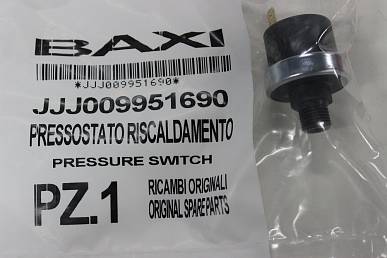 BAXI
*JJJ009951690*
JJJ009951690
PRESSOSTATO RISCALDAMENTO
PRESSURE SWITCH
PZ.1
RICAMBI ORIGINALI
ORIGINAL SPARE PARTS